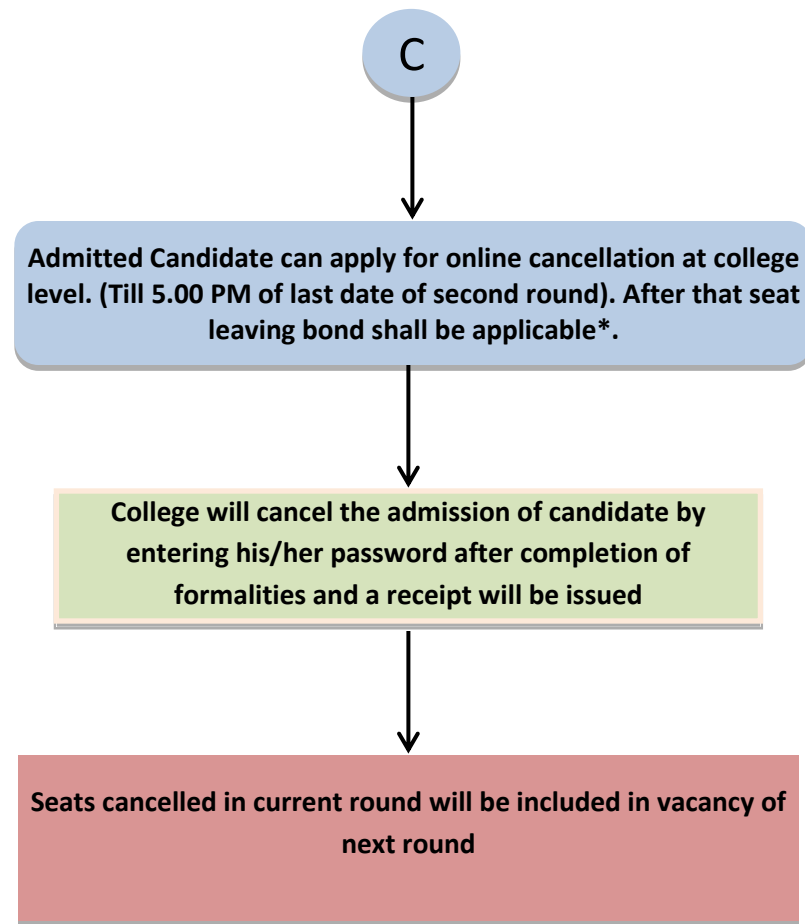 C
Admitted Candidate can apply for online cancellation at college
level. (Till 5.00 PM of last date of second round). After that seat
leaving bond shall be applicable*.
College will cancel the admission of candidate by
entering his/her password after completion of
formalities and a receipt will be issued
Seats cancelled in current round will be included in vacancy of
next round